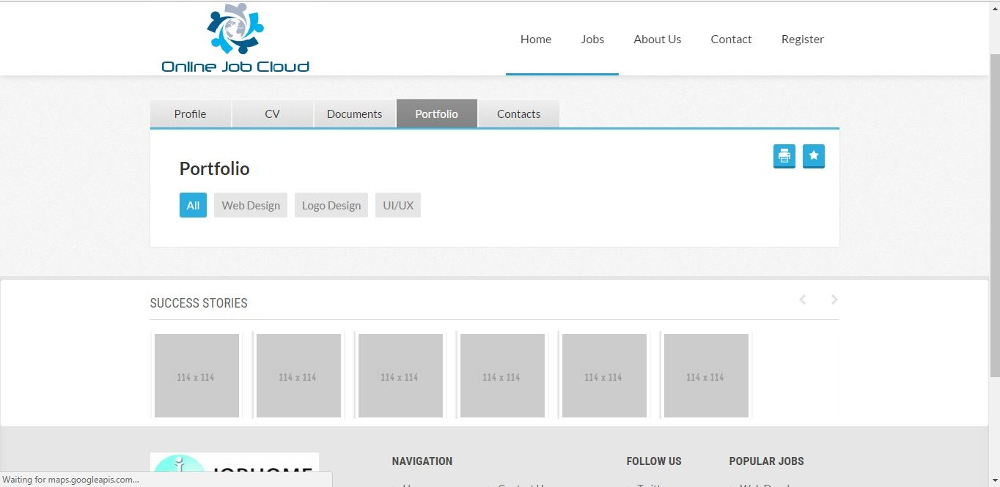 Online Job Cloud
Home Jobs About Us Contact Register
Profile CV Documents Portfolio Contacts
Portfolio
All Web Design Logo Design UI/UX
SUCCESS STORIES
114 x 114 114 x 114 114 x 114 114 x 114 114 x 114 114 x 114
JOBHOME NAVIGATION FOLLOW US POPULAR JOBS
Waiting for maps.googleapis.com...